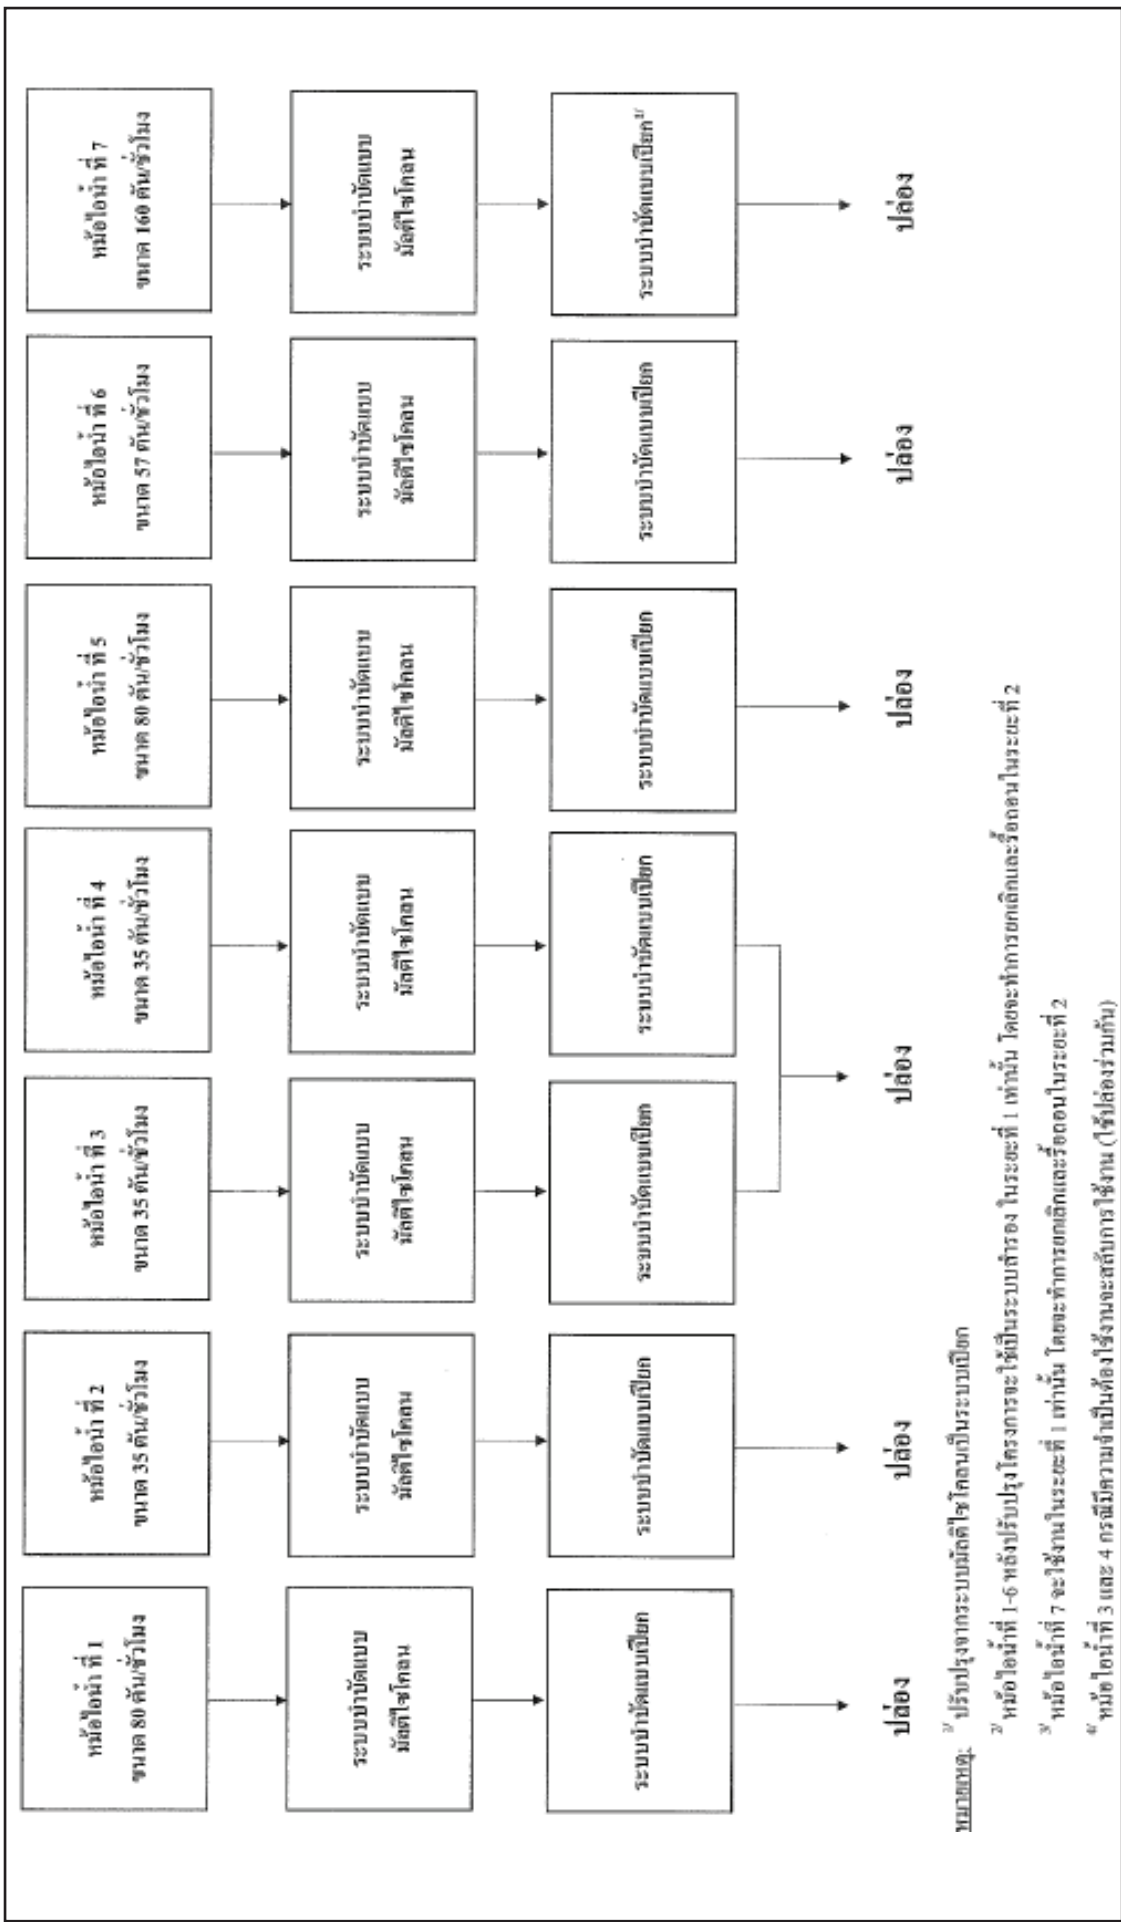 หม้อไอน้ำ ที่ 1
ขนาด 80 ตัน/ชั่วโมง
ระบบบำบัดแบบ
มัลติไซโคลน
ระบบบำบัดแบบเปียก
ปล่อง
หม้อไอน้ำ ที่ 2
ขนาด 35 ตัน/ชั่วโมง
ระบบบำบัดแบบ
มัลติไซโคลน
ระบบบำบัดแบบเปียก
ปล่อง
หม้อไอน้ำ ที่ 3
ขนาด 35 ตัน/ชั่วโมง
ระบบบำบัดแบบ
มัลติไซโคลน
ระบบบำบัดแบบเปียก
หม้อไอน้ำ ที่ 4
ขนาด 35 ตัน/ชั่วโมง
ระบบบำบัดแบบ
มัลติไซโคลน
ระบบบำบัดแบบเปียก
ปล่อง
หม้อไอน้ำ ที่ 5
ขนาด 80 ตัน/ชั่วโมง
ระบบบำบัดแบบ
มัลติไซโคลน
ระบบบำบัดแบบเปียก
ปล่อง
หม้อไอน้ำ ที่ 6
ขนาด 57 ตัน/ชั่วโมง
ระบบบำบัดแบบ
มัลติไซโคลน
ระบบบำบัดแบบเปียก
ปล่อง
หม้อไอน้ำ ที่ 7
ขนาด 160 ตัน/ชั่วโมง
ระบบบำบัดแบบ
มัลติไซโคลน
ระบบบำบัดแบบเปียก1/
ปล่อง
หมายเหตุ: 1/ ปรับปรุงจากระบบมัลติไซโคลนเป็นระบบเปียก
2/ หม้อไอน้ำที่ 1-6 หลังปรับปรุงโครงการจะใช้เป็นระบบสำรอง ในระยะที่ 1 เท่านั้น โดยจะทำการยกเลิกและรื้อถอนในระยะที่ 2
3/ หม้อไอน้ำที่ 7 จะใช้งานในระยะที่ 1 เท่านั้น โดยจะทำการยกเลิกและรื้อถอนในระยะที่ 2
4/ หม้อไอน้ำที่ 3 และ 4 กรณีมีความจำเป็นต้องใช้งานจะสลับการใช้งาน (ใช้ปล่องร่วมกัน)